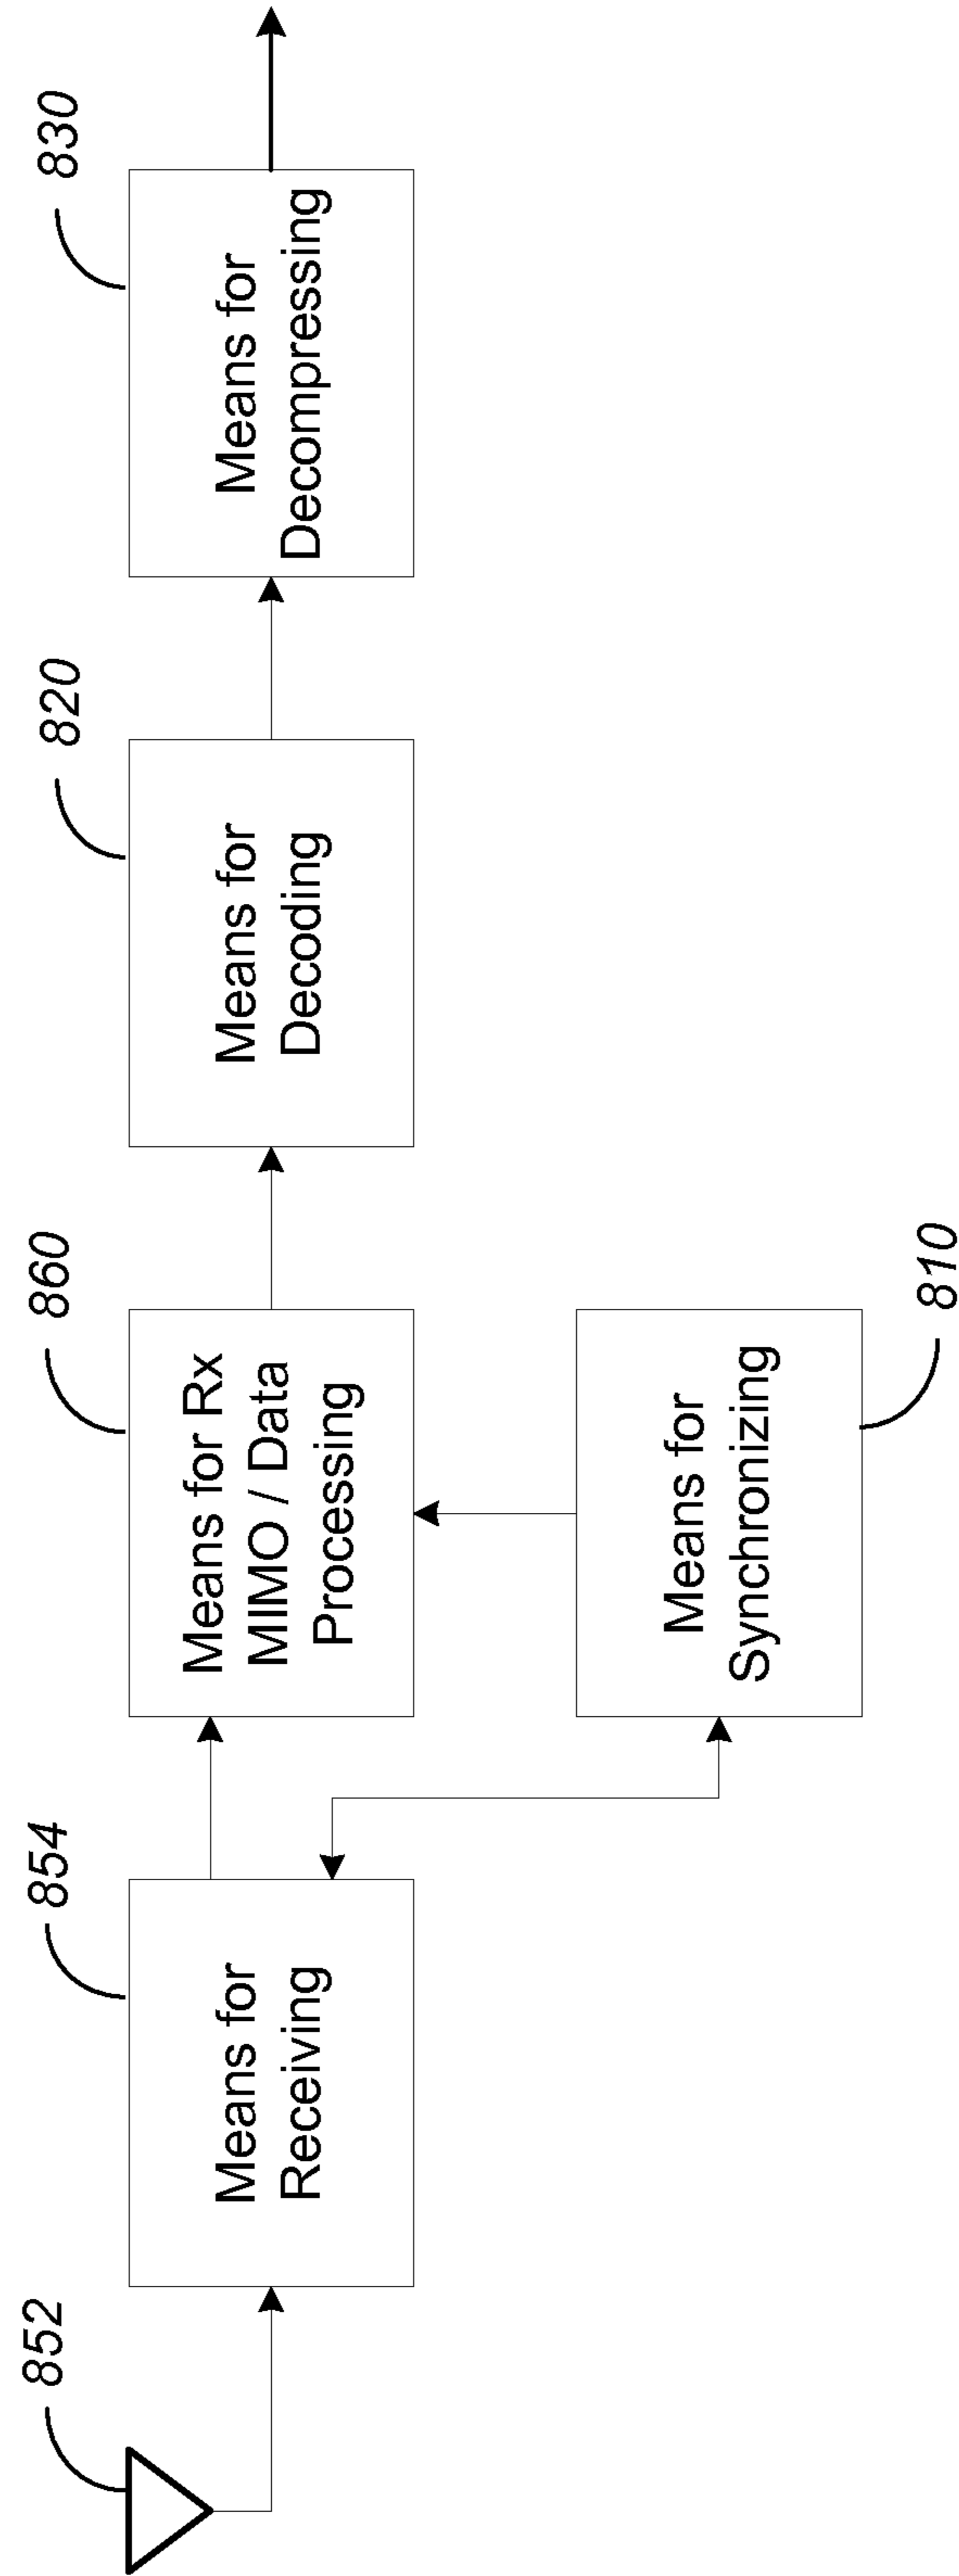 852
854
Means for
Receiving
860
Means for Rx
MIMO / Data
Processing
810
Means for
Synchronizing
820
Means for
Decoding
830
Means for
Decompressing